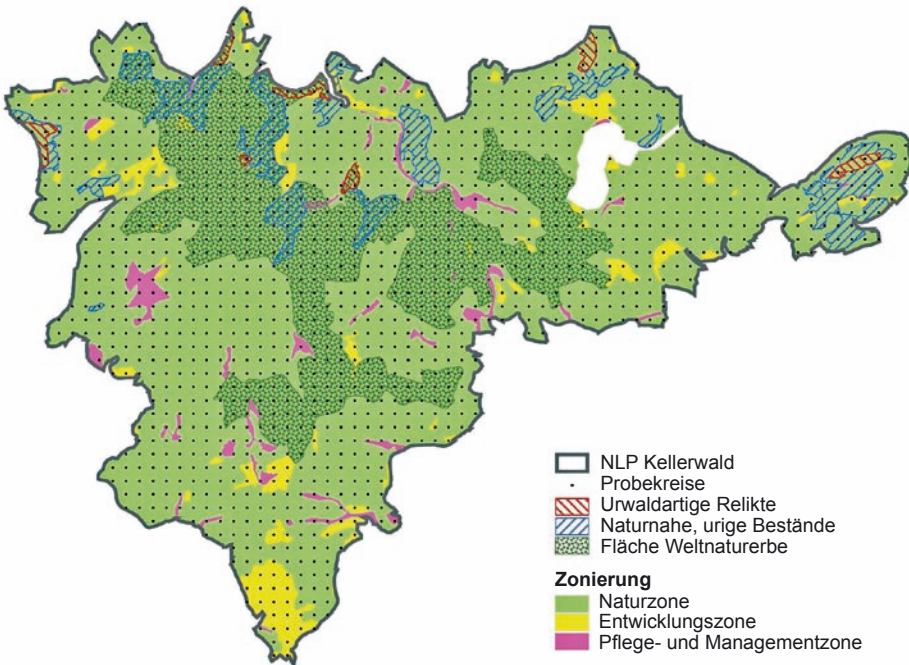 NLP Kellerwald
Probekreise
Urwaldartige Relikte
Naturnahe, urige Bestände
Fläche Weltnaturerbe
Zonierung
Naturzone
Entwicklungszone
Pflege- und Managementzone